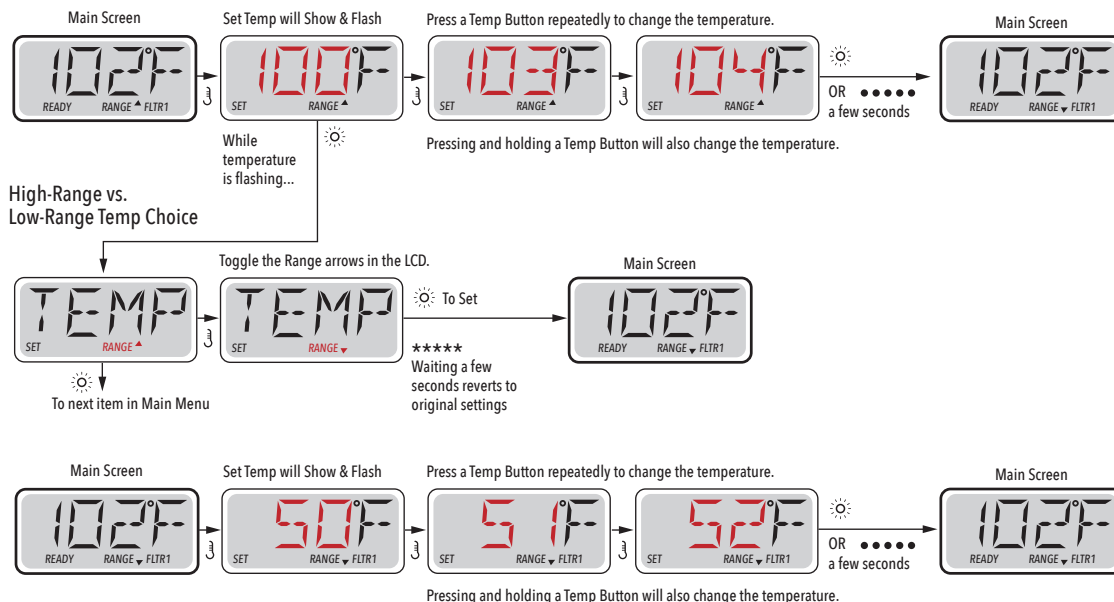 Main Screen
Set Temp will Show & Flash
Press a Temp Button repeatedly to change the temperature.
Main Screen
102°F
READY RANGE FLTR1
100°F
SET RANGE
103°F
SET RANGE
104°F
SET RANGE
OR
a few seconds
102°F
READY RANGE FLTR1
While
temperature
is flashing...
Pressing and holding a Temp Button will also change the temperature.
High-Range vs.
Low-Range Temp Choice
Toggle the Range arrows in the LCD.
Main Screen
TEMP
SET RANGE
TEMP
SET RANGE
To Set
*****
Waiting a few
seconds reverts to
original settings
102°F
READY RANGE FLTR1
To next item in Main Menu
Main Screen
Set Temp will Show & Flash
Press a Temp Button repeatedly to change the temperature.
Main Screen
102°F
READY RANGE FLTR1
50°F
SET RANGE FLTR1
51°F
SET RANGE FLTR1
52°F
SET RANGE FLTR1
OR
a few seconds
102°F
READY RANGE FLTR1
Pressing and holding a Temp Button will also change the temperature.